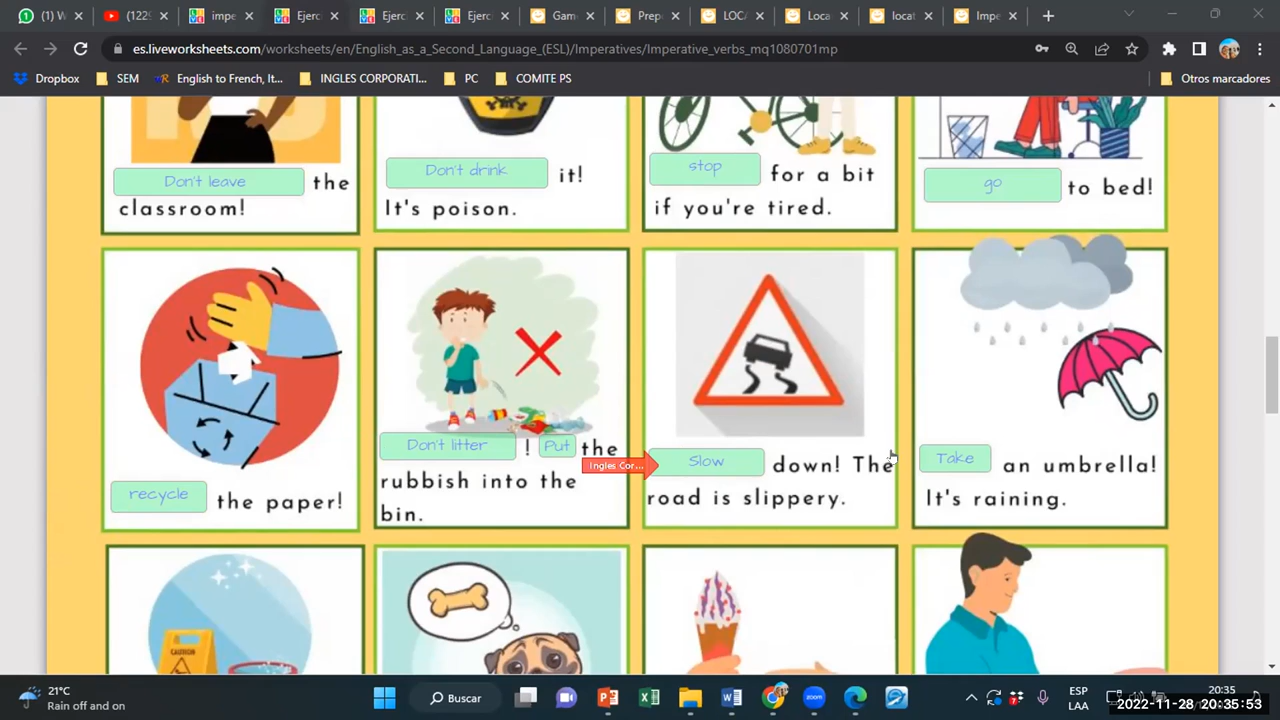 (1) W
(1229
impe
Ejerc
Ejerc
Ejerc
Gam
Prep
LOCA
Loca
locat
Impe
es.liveworksheets.com/worksheets/en/English_as_a_Second_Language_(ESL)/Imperatives/Imperative_verbs_mq1080701mp
Dropbox
SEM
English to French, It...
INGLES CORPORATI...
PC
COMITE PS
Otros marcadores
Don't leave the
classroom!
Don't drink it!
It's poison.
stop for a bit
if you're tired.
go to bed!
recycle the paper!
Don't litter ! Put the
rubbish into the
bin.
Ingles Cor...
Slow down! The
road is slippery.
Take an umbrella!
It's raining.
21°C
Rain off and on
Buscar
ESP
LAA
20:35
2022-11-28 20:35:53